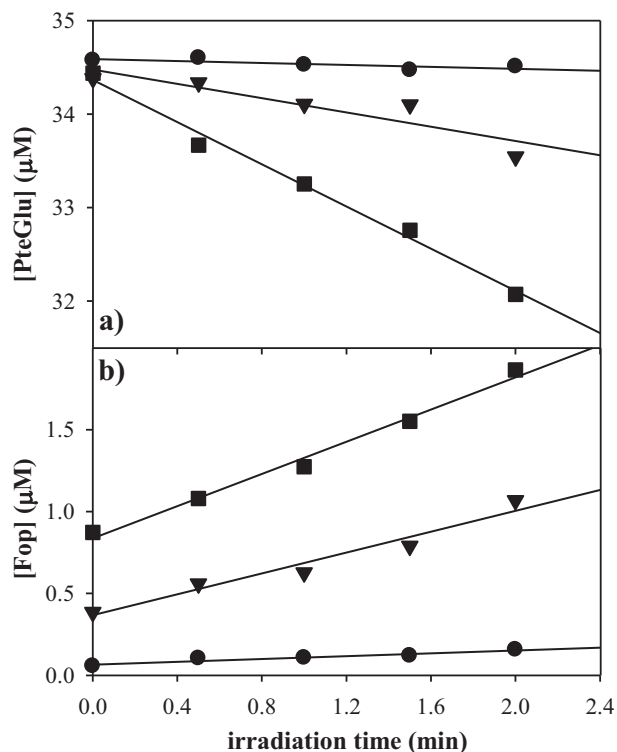 35
34
33
32
[PteGlu] (μM)
a)
b)
1.5
1.0
0.5
0.0
[Fop] (μM)
0.0 0.4 0.8 1.2 1.6 2.0 2.4
irradiation time (min)